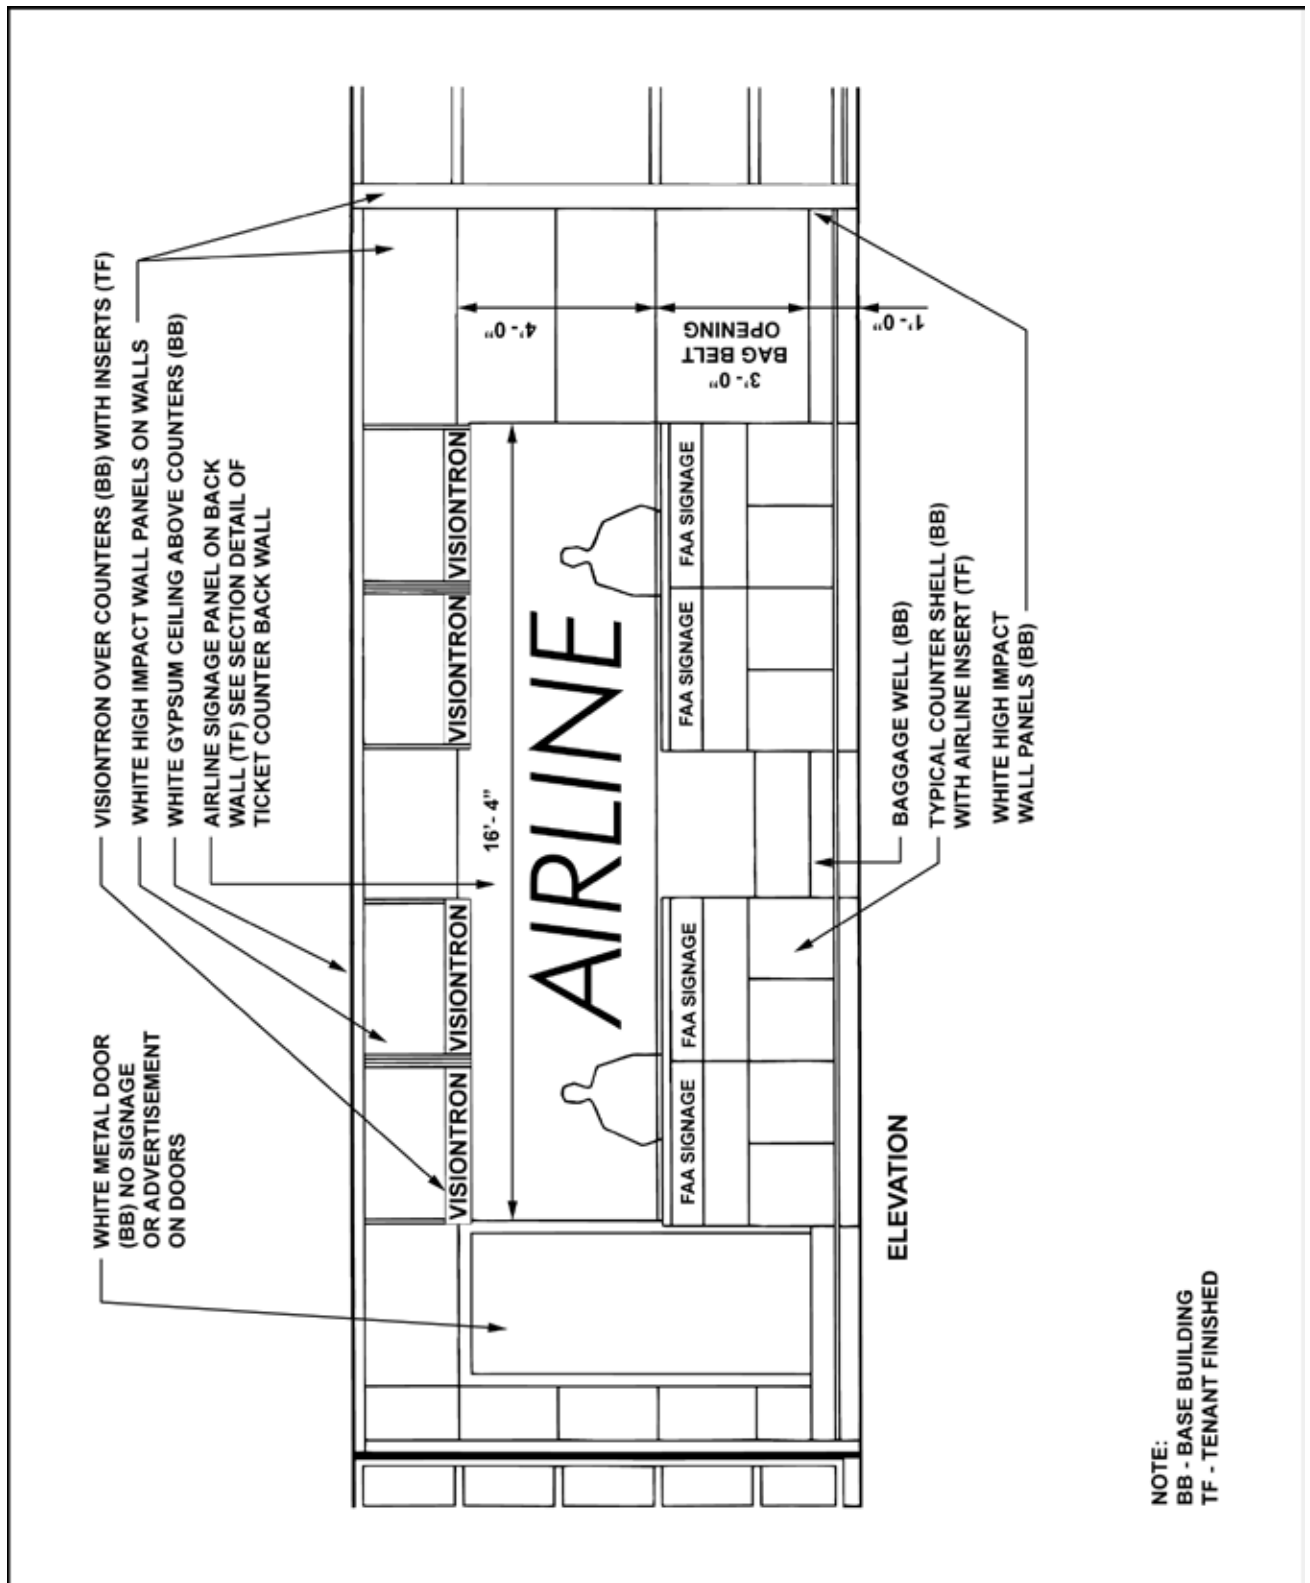 WHITE METAL DOOR
(BB) NO SIGNAGE
OR ADVERTISEMENT
ON DOORS
VISIONTRON OVER COUNTERS (BB) WITH INSERTS (TF)
WHITE HIGH IMPACT WALL PANELS ON WALLS
WHITE GYPSUM CEILING ABOVE COUNTERS (BB)
AIRLINE SIGNAGE PANEL ON BACK
WALL (TF) SEE SECTION DETAIL OF
TICKET COUNTER BACK WALL
VISIONTRON
VISIONTRON
VISIONTRON
VISIONTRON
16'- 4"
4'- 0"
AIRLINE
3'- 0"
BAG BELT
OPENING
1'- 0"
FAA SIGNAGE
FAA SIGNAGE
FAA SIGNAGE
FAA SIGNAGE
ELEVATION
BAGGAGE WELL (BB)
TYPICAL COUNTER SHELL (BB)
WITH AIRLINE INSERT (TF)
WHITE HIGH IMPACT
WALL PANELS (BB)
NOTE:
BB - BASE BUILDING
TF - TENANT FINISHED